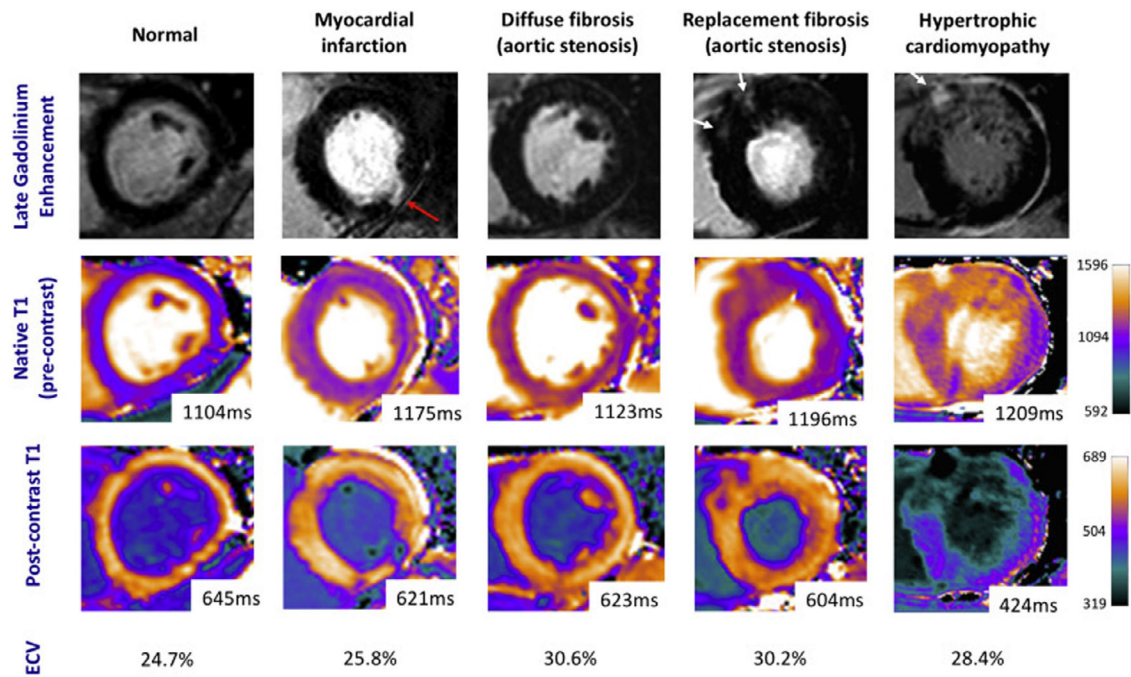 Normal
Myocardial
infarction
Diffuse fibrosis
(aortic stenosis)
Replacement fibrosis
(aortic stenosis)
Hypertrophic
cardiomyopathy
Late Gadolinium
Enhancement
Native T1
(pre-contrast)
1104ms
1175ms
1123ms
1196ms
1209ms
1596
1094
592
Post-contrast T1
645ms
621ms
623ms
604ms
424ms
689
504
319
ECV
24.7%
25.8%
30.6%
30.2%
28.4%